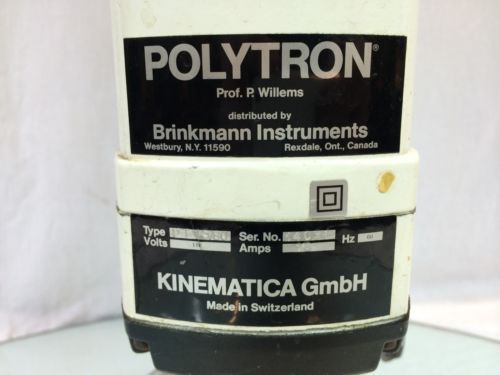 POLYTRON®
Prof. P. Willems
distributed by
Brinkmann Instruments
Westbury, N.Y. 11590 Rexdale, Ont., Canada
Type Ser. No. Hz
Volts Amps
KINEMATICA GmbH
Made in Switzerland